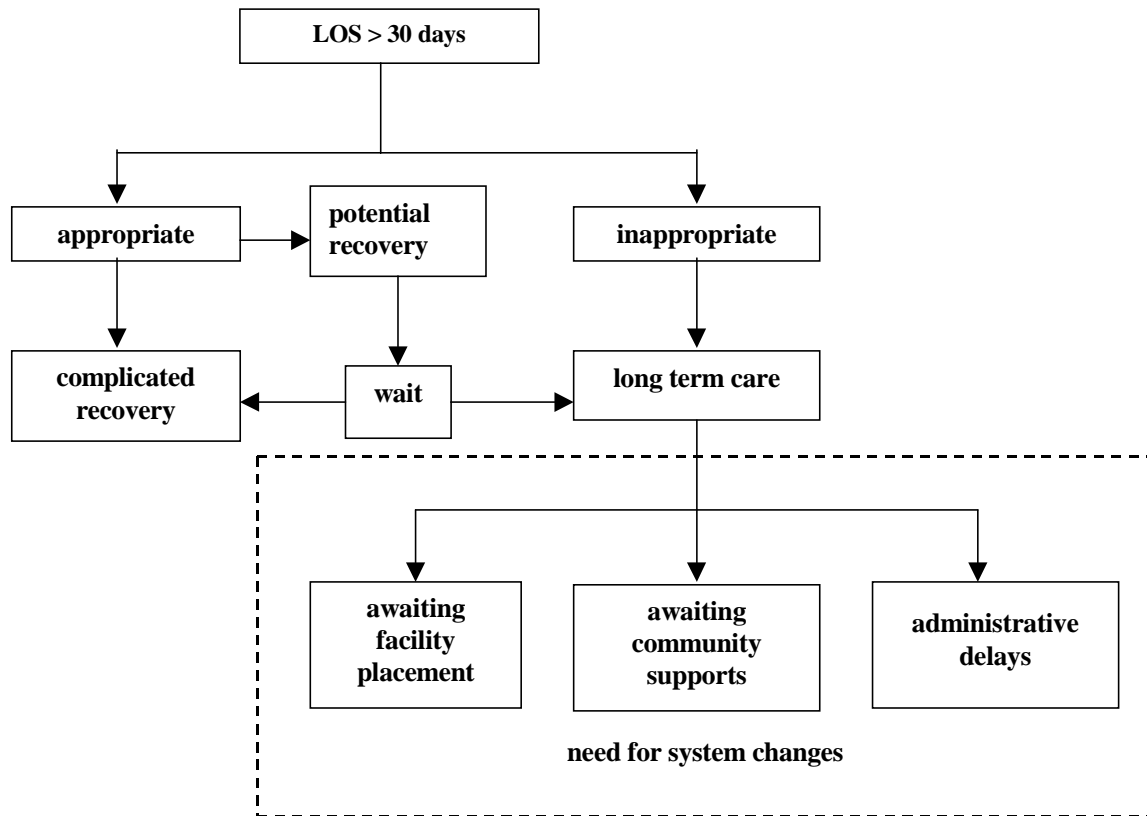 LOS > 30 days
appropriate
potential
recovery
inappropriate
complicated
recovery
wait
long term care
awaiting
facility
placement
awaiting
community
supports
administrative
delays
need for system changes